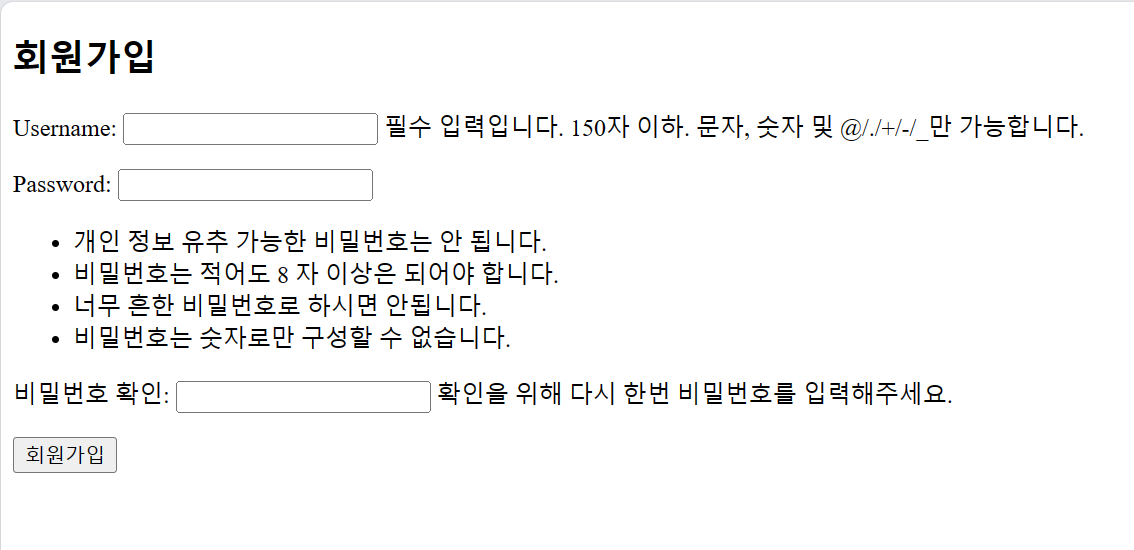 회원가입
Username: 필수 입력입니다. 150자 이하. 문자, 숫자 및 @/./+/-/_만 가능합니다.
Password:
개인 정보 유추 가능한 비밀번호는 안 됩니다.
비밀번호는 적어도 8 자 이상은 되어야 합니다.
너무 흔한 비밀번호로 하시면 안됩니다.
비밀번호는 숫자로만 구성할 수 없습니다.
비밀번호 확인: 확인을 위해 다시 한번 비밀번호를 입력해주세요.
회원가입